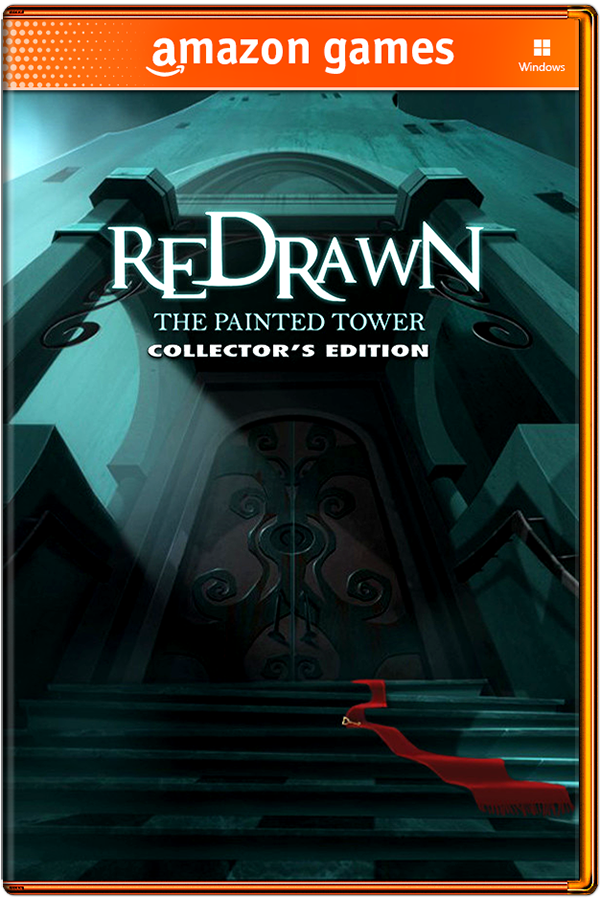 amazon games
Windows
REDRAWN
THE PAINTED TOWER
COLLECTOR'S EDITION